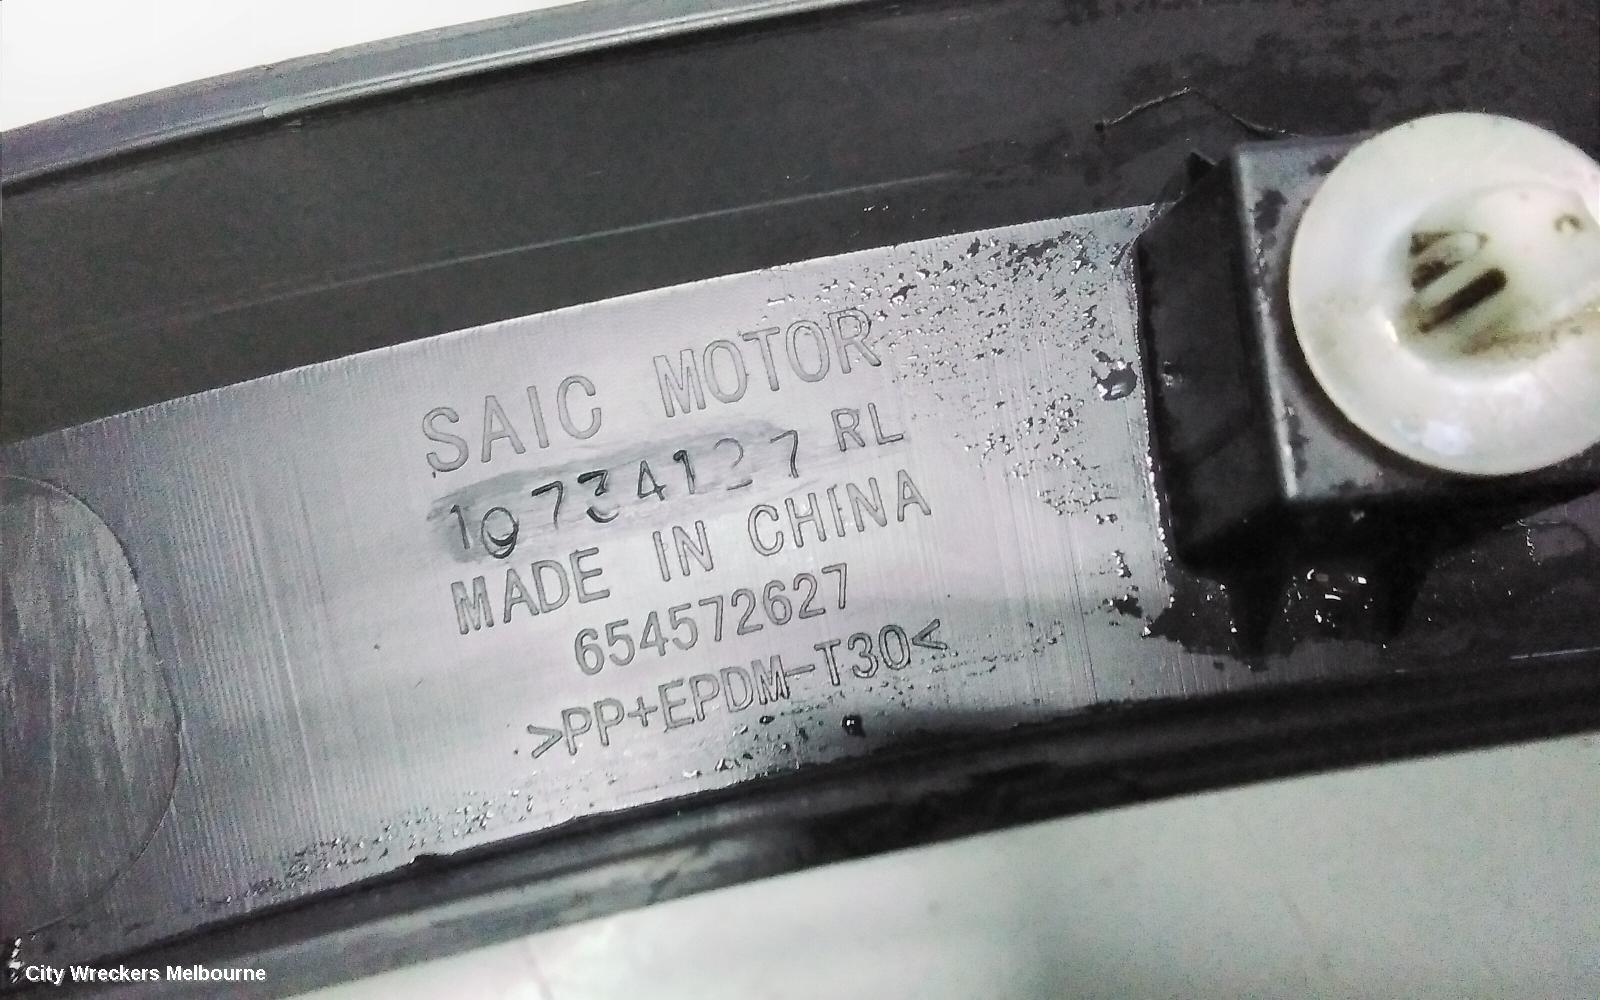 SAIC MOTOR
10734127 RL
MADE IN CHINA
654572627
>PP+EPDM-T30<
City Wreckers Melbourne